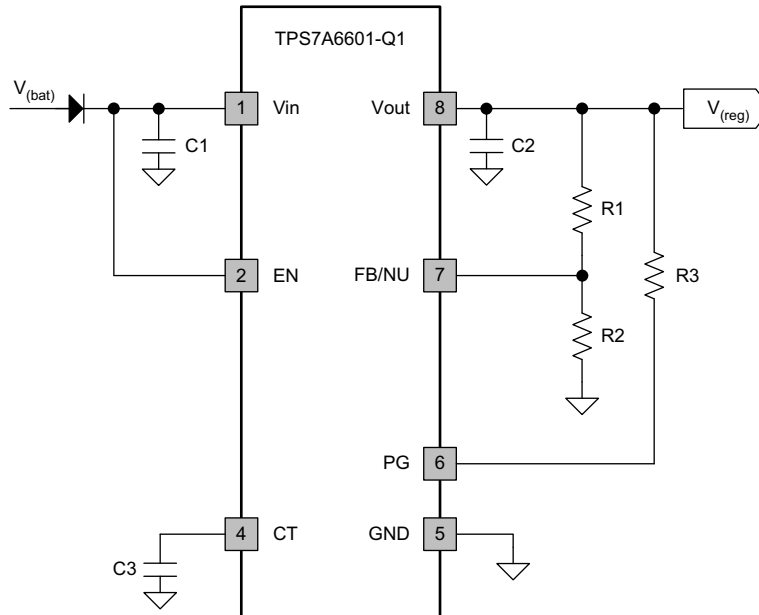 TPS7A6601-Q1
V(bat)
1
Vin
Vout
8
V(reg)
C1
C2
R1
2
EN
FB/NU
7
R3
R2
PG
6
4
CT
GND
5
C3